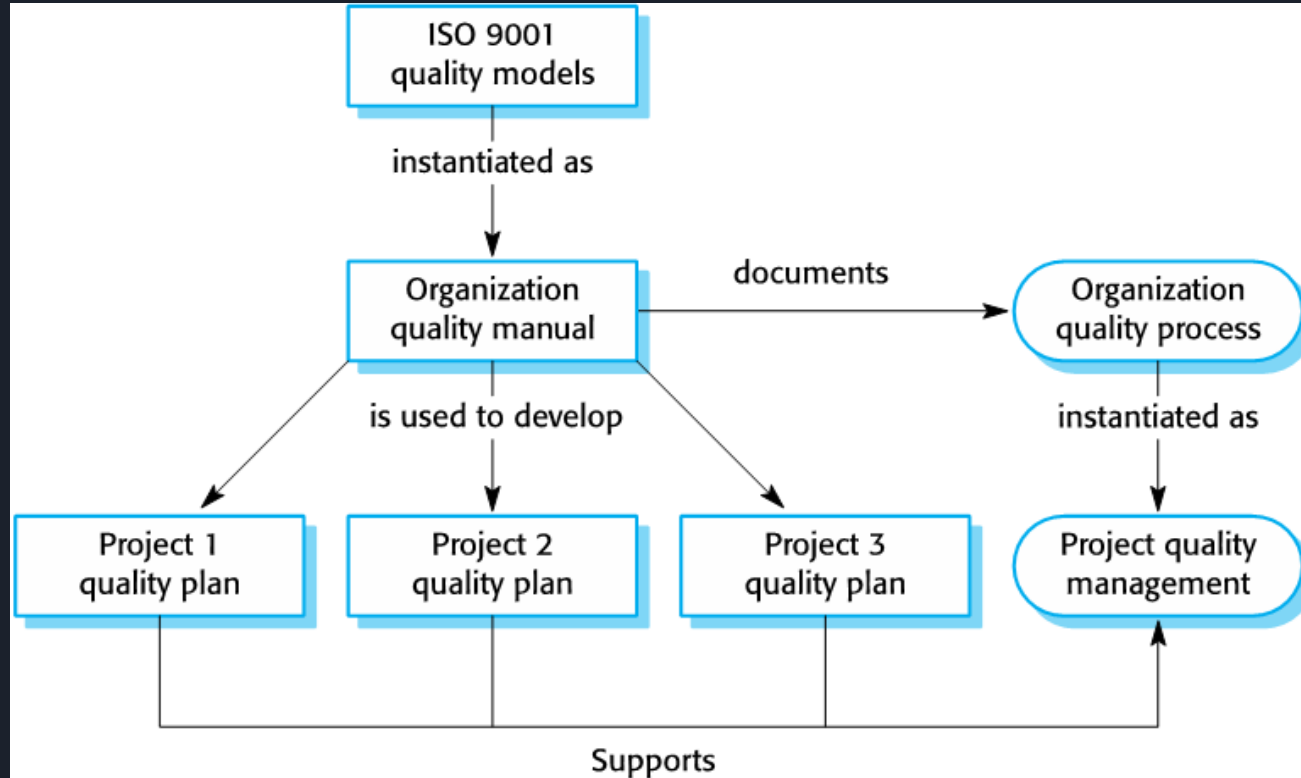 ISO 9001
quality models
instantiated as
Organization
quality manual
documents
Organization
quality process
is used to develop
instantiated as
Project 1
quality plan
Project 2
quality plan
Project 3
quality plan
Project quality
management
Supports